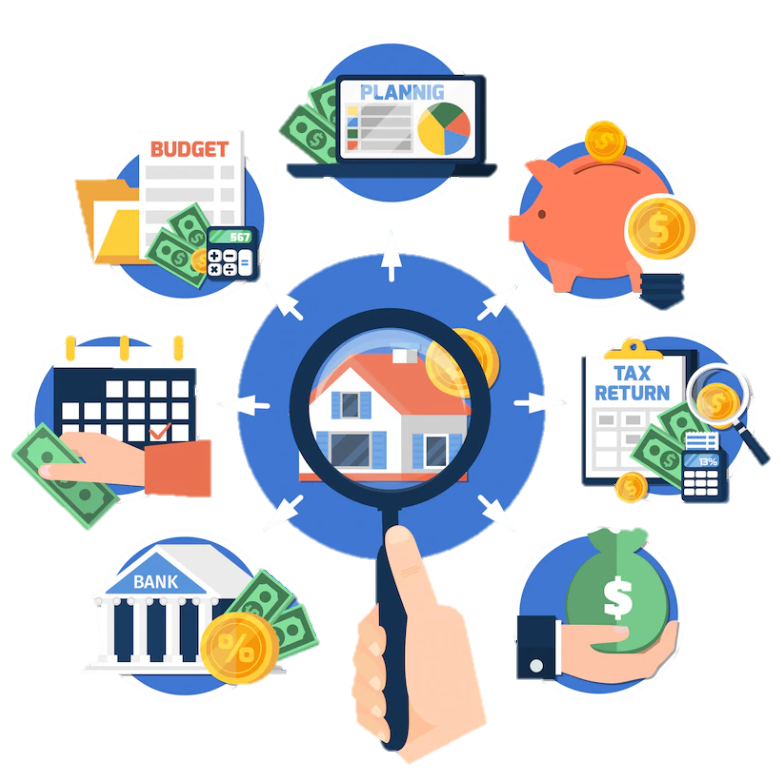 PLANNIG
BUDGET
567
$
$
TAX
RETURN
$
13%
BANK
%
$